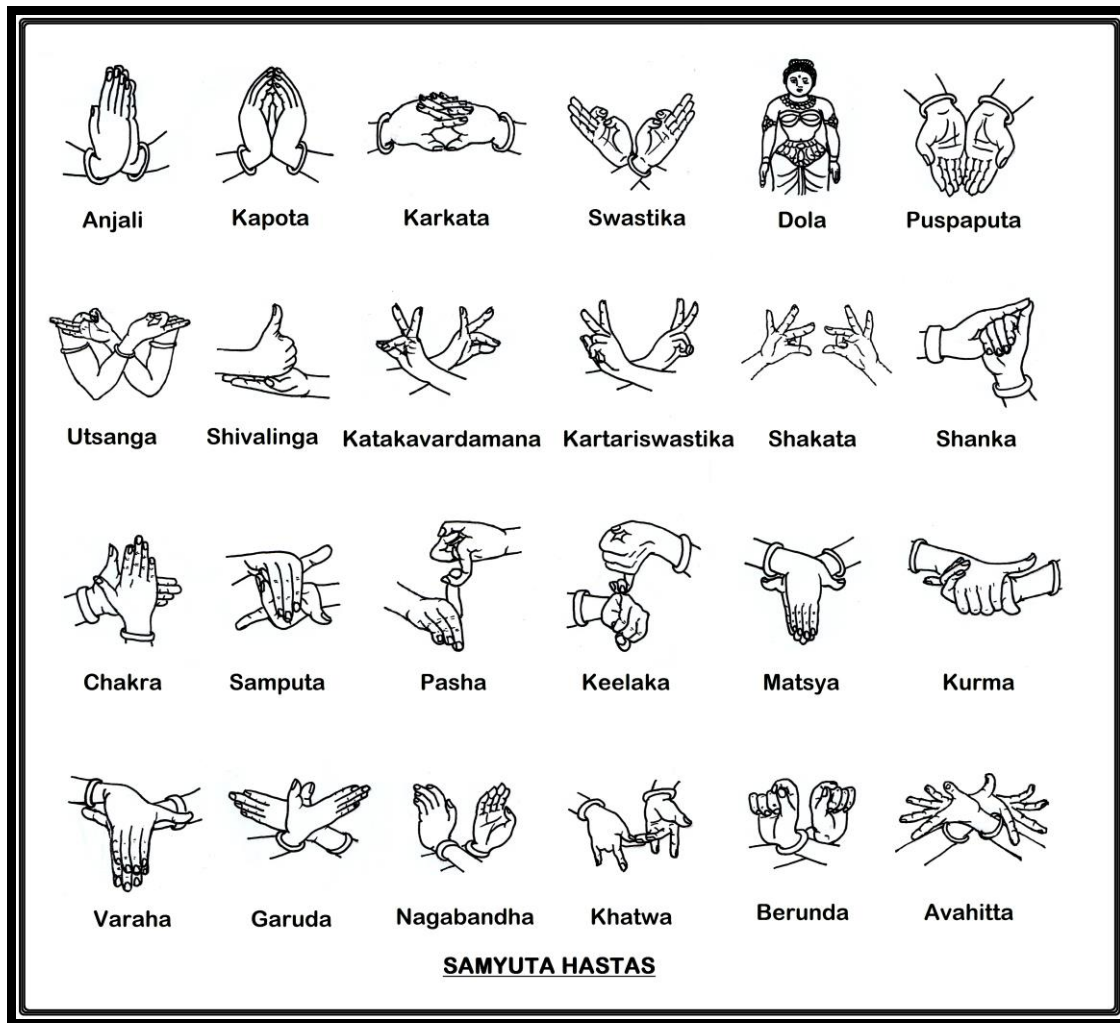 Anjali Kapota Karkata Swastika Dola Puspaputa
Utsanga Shivalinga Katakavardamana Kartariswastika Shakata Shanka
Chakra Samputa Pasha Keelaka Matsya Kurma
Varaha Garuda Nagabandha Khatwa Berunda Avahitta
SAMYUTA HASTAS